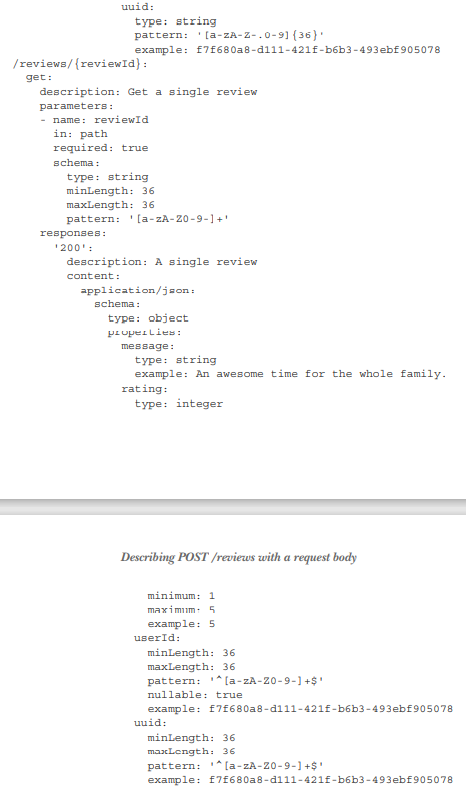 uuid:
type: string
pattern: '[a-zA-Z-.0-9]{36}'
example: f7f680a8-d111-421f-b6b3-493ebf905078
/reviews/{reviewId}:
get:
description: Get a single review
parameters:
- name: reviewId
in: path
required: true
schema:
type: string
minLength: 36
maxLength: 36
pattern: '[a-zA-Z0-9-]+'
responses:
'200':
description: A single review
content:
application/json:
schema:
type: object
properties:
message:
type: string
example: An awesome time for the whole family.
rating:
type: integer
Describing POST /reviews with a request body
minimum: 1
maximum: 5
example: 5
userId:
minLength: 36
maxLength: 36
pattern: '^[a-zA-Z0-9-]+$'
nullable: true
example: f7f680a8-d111-421f-b6b3-493ebf905078
uuid:
minLength: 36
maxLength: 36
pattern: '^[a-zA-Z0-9-]+$'
example: f7f680a8-d111-421f-b6b3-493ebf905078